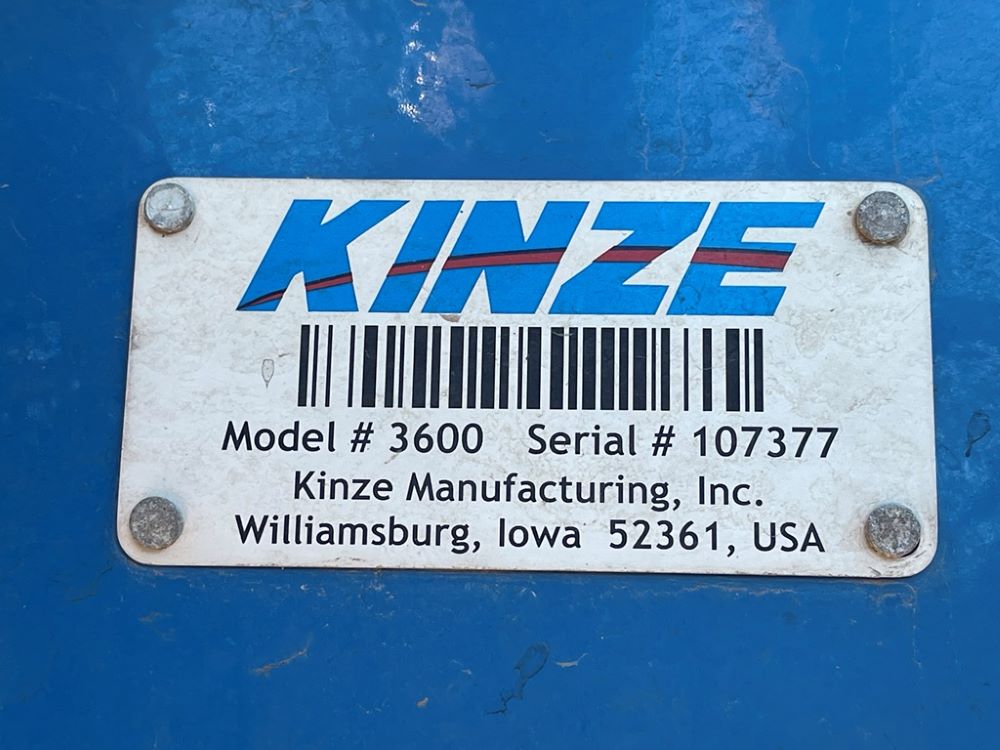 KINZE
Model # 3600 Serial # 107377
Kinze Manufacturing, Inc.
Williamsburg, Iowa 52361, USA